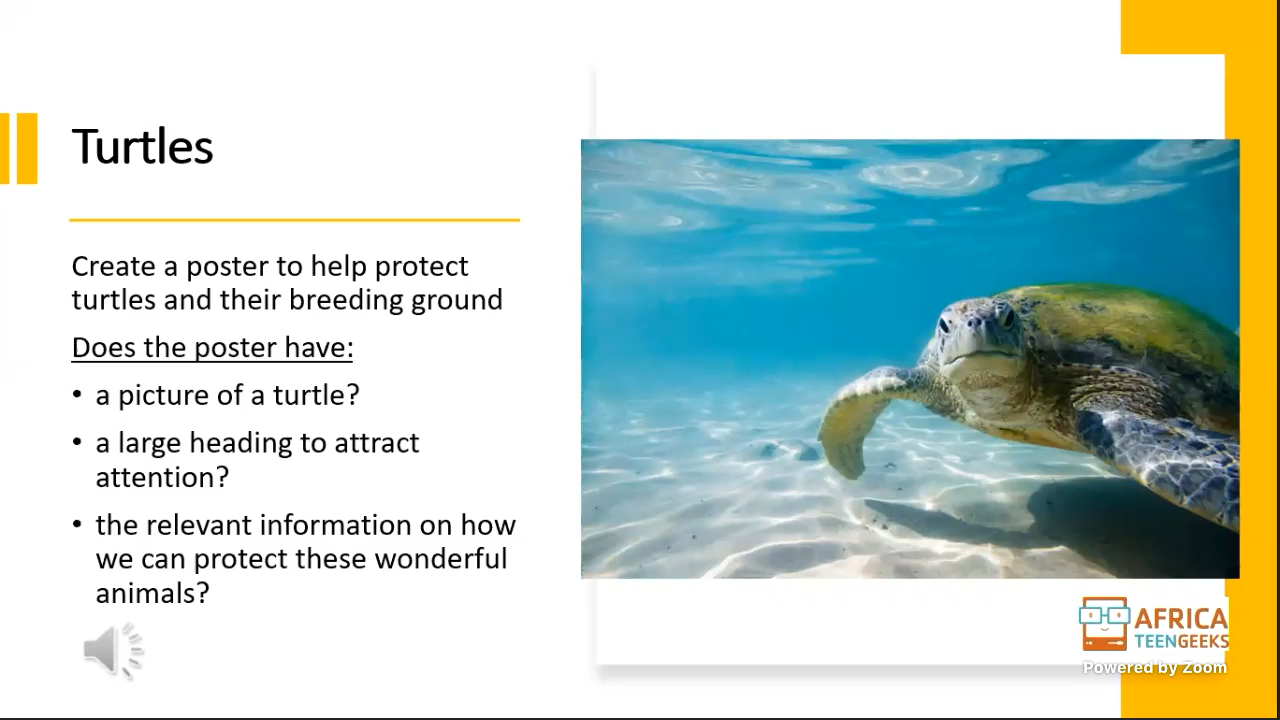 Turtles
Create a poster to help protect
turtles and their breeding ground
Does the poster have:
• a picture of a turtle?
• a large heading to attract
attention?
• the relevant information on how
we can protect these wonderful
animals?
AFRICA
TEENGEEKS
Powered by Zoom